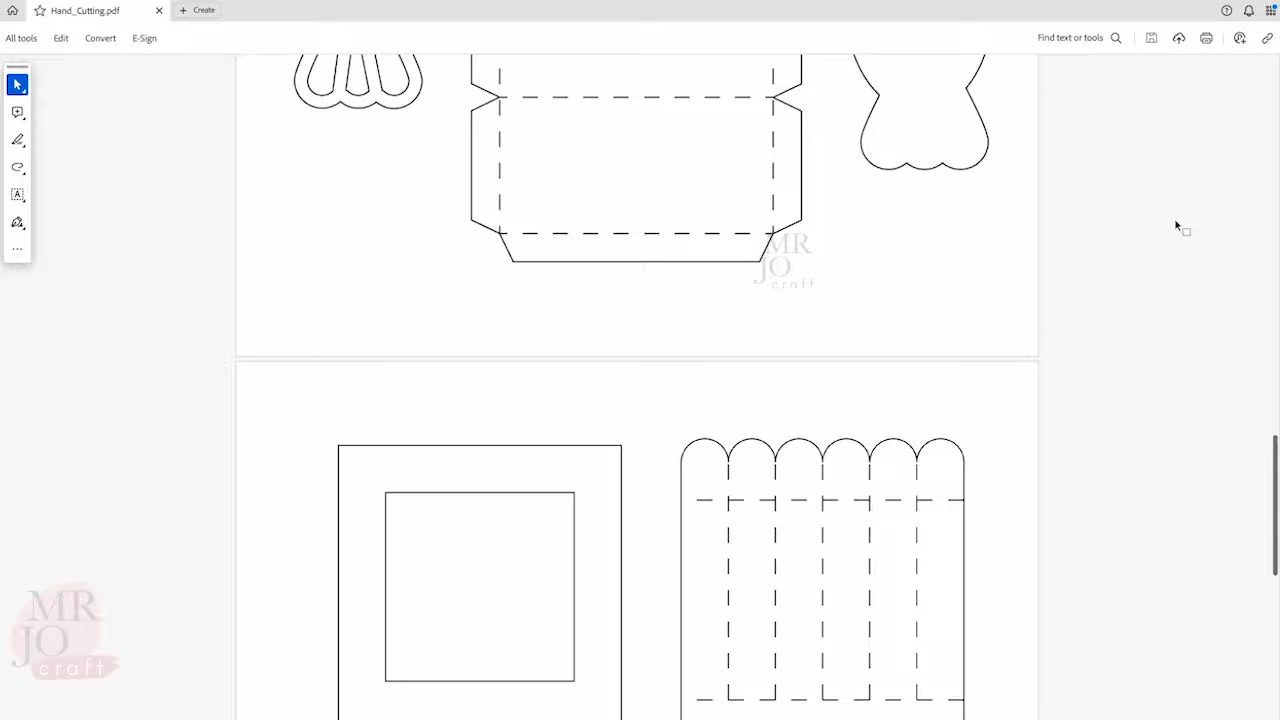 Hand_Cutting.pdf
Create
All tools
Edit
Convert
E-Sign
Find text or tools
MR
JO
craft
MR
JO
craft